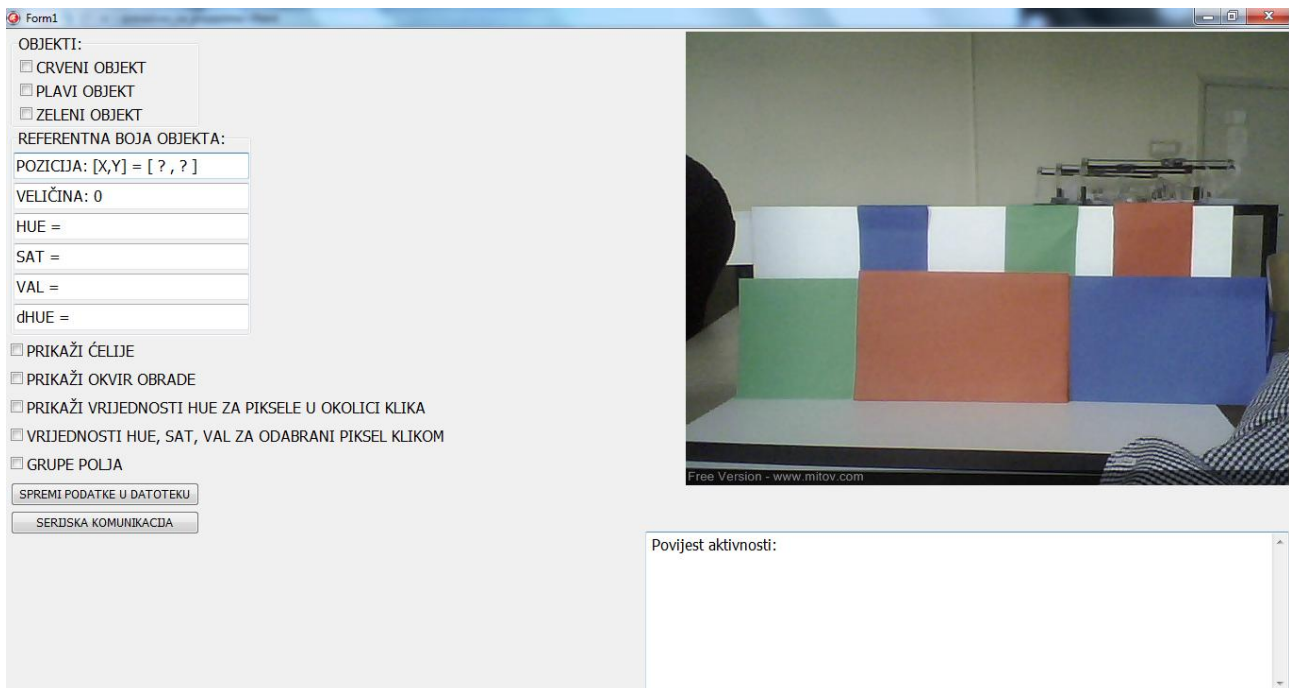 Form1
OBJEKTI:
CRVENI OBJEKT
PLAVI OBJEKT
ZELENI OBJEKT
REFERENTNA BOJA OBJEKTA:
POZICIJA: [X,Y] = [ ? , ? ]
VELIČINA: 0
HUE =
SAT =
VAL =
dHUE =
PRIKAŽI ĆELIJE
PRIKAŽI OKVIR OBRADE
PRIKAŽI VRIJEDNOSTI HUE ZA PIKSELE U OKOLICI KLIKA
VRIJEDNOSTI HUE, SAT, VAL ZA ODABRANI PIKSEL KLIKOM
GRUPE POLJA
SPREMI PODATKE U DATOTEKU
SERIJSKA KOMUNIKACIJA
Free Version - www.mitov.com
Povijest aktivnosti: